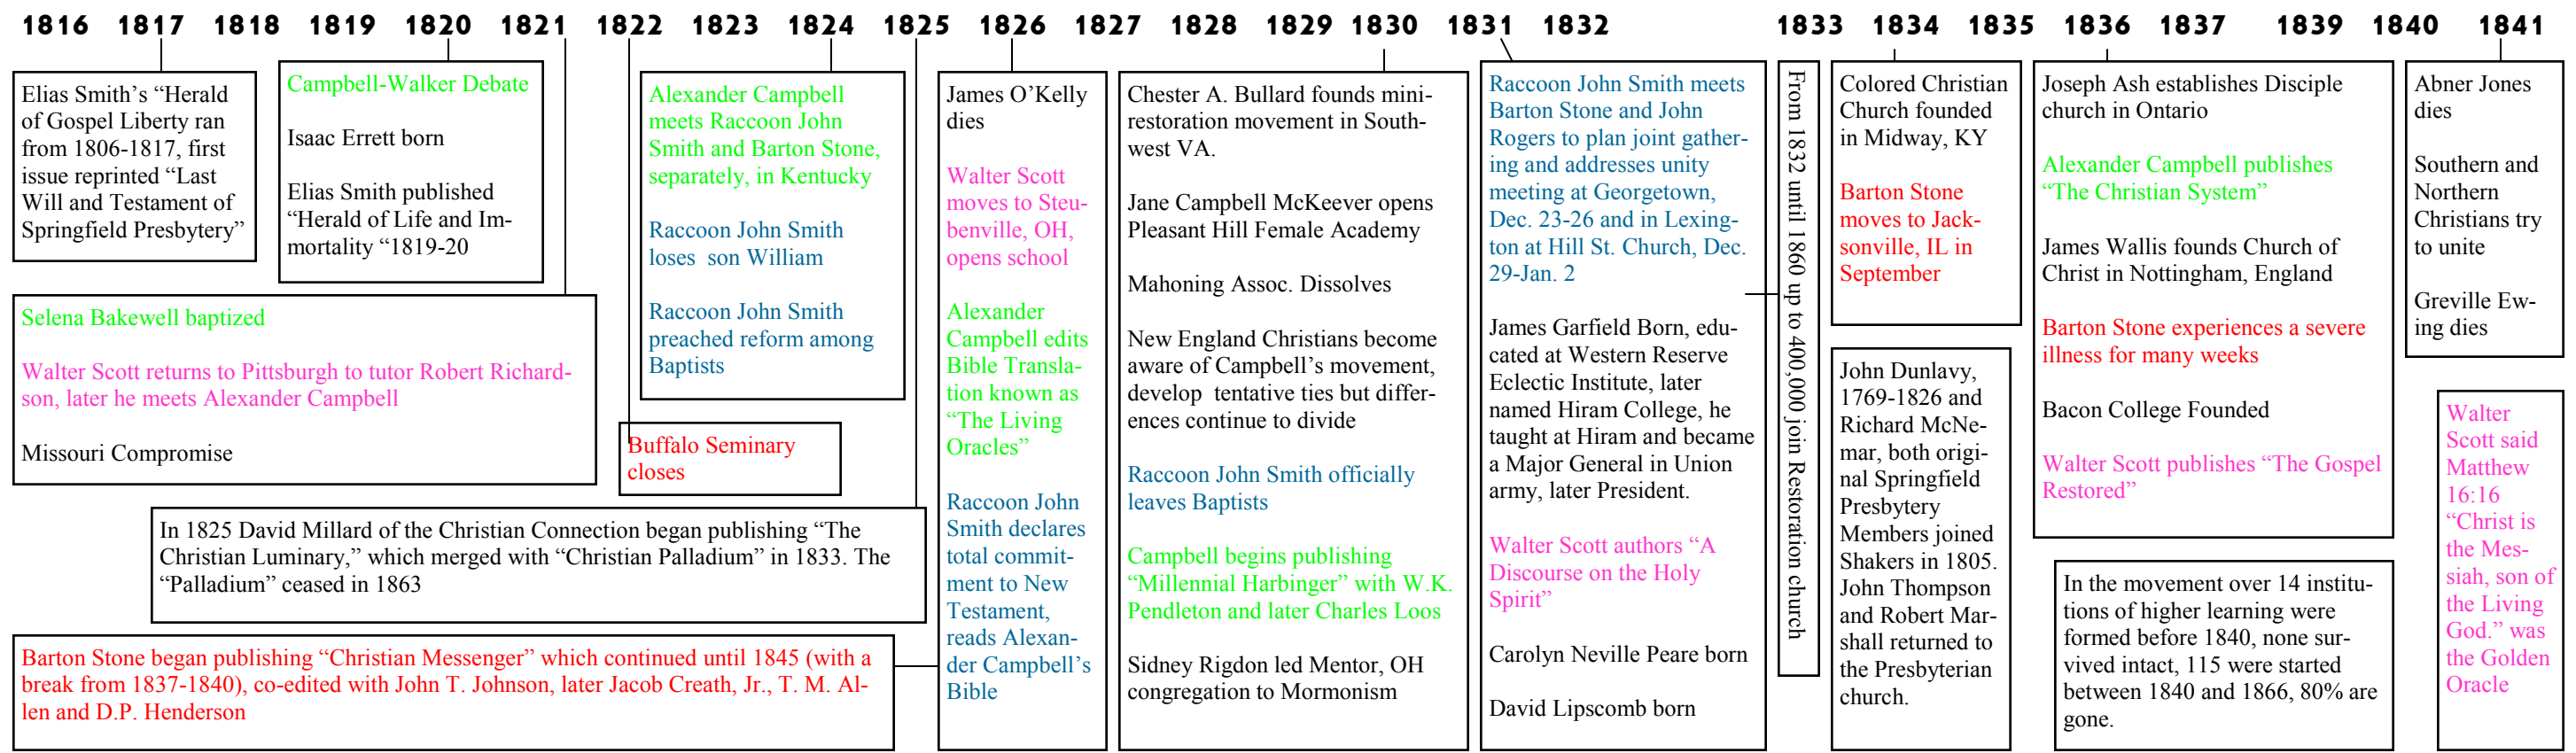 1816 1817 1818 1819 1820 1821 1822 1823 1824 1825 1826 1827 1828 1829 1830 1831 1832 1833 1834 1835 1836 1837 1839 1840 1841
Elias Smith’s “Herald
of Gospel Liberty ran
from 1806-1817, first
issue reprinted “Last
Will and Testament of
Springfield Presbytery”
Campbell-Walker Debate
Isaac Errett born
Elias Smith published
“Herald of Life and Im-
mortality “1819-20
Selena Bakewell baptized
Walter Scott returns to Pittsburgh to tutor Robert Richard-
son, later he meets Alexander Campbell
Missouri Compromise
Alexander Campbell
meets Raccoon John
Smith and Barton Stone,
separately, in Kentucky
Raccoon John Smith
loses  son William
Raccoon John Smith
preached reform among
Baptists
Buffalo Seminary
closes
In 1825 David Millard of the Christian Connection began publishing “The
Christian Luminary,” which merged with “Christian Palladium” in 1833. The
“Palladium” ceased in 1863
Barton Stone began publishing “Christian Messenger” which continued until 1845 (with a
break from 1837-1840), co-edited with John T. Johnson, later Jacob Creath, Jr., T. M. Al-
len and D.P. Henderson
James O’Kelly
dies
Walter Scott
moves to Steu-
benville, OH,
opens school
Alexander
Campbell edits
Bible Transla-
tion known as
“The Living
Oracles”
Raccoon John
Smith declares
total commit-
ment to New
Testament,
reads Alexan-
der Campbell’s
Bible
Chester A. Bullard founds mini-
restoration movement in South-
west VA.
Jane Campbell McKeever opens
Pleasant Hill Female Academy
Mahoning Assoc. Dissolves
New England Christians become
aware of Campbell’s movement,
develop  tentative ties but differ-
ences continue to divide
Raccoon John Smith officially
leaves Baptists
Campbell begins publishing
“Millennial Harbinger” with W.K.
Pendleton and later Charles Loos
Sidney Rigdon led Mentor, OH
congregation to Mormonism
Raccoon John Smith meets
Barton Stone and John
Rogers to plan joint gather-
ing and addresses unity
meeting at Georgetown,
Dec. 23-26 and in Lexing-
ton at Hill St. Church, Dec.
29-Jan. 2
James Garfield Born, edu-
cated at Western Reserve
Eclectic Institute, later
named Hiram College, he
taught at Hiram and became
a Major General in Union
army, later President.
Walter Scott authors “A
Discourse on the Holy
Spirit”
Carolyn Neville Peare born
David Lipscomb born
From 1832 until 1860 up to 400,000 join Restoration church
Colored Christian
Church founded
in Midway, KY
Barton Stone
moves to Jack-
sonville, IL in
September
John Dunlavy,
1769-1826 and
Richard McNe-
mar, both origi-
nal Springfield
Presbytery
Members joined
Shakers in 1805.
John Thompson
and Robert Mar-
shall returned to
the Presbyterian
church.
Joseph Ash establishes Disciple
church in Ontario
Alexander Campbell publishes
“The Christian System”
James Wallis founds Church of
Christ in Nottingham, England
Barton Stone experiences a severe
illness for many weeks
Bacon College Founded
Walter Scott publishes “The Gospel
Restored”
In the movement over 14 institu-
tions of higher learning were
formed before 1840, none sur-
vived intact, 115 were started
between 1840 and 1866, 80% are
gone.
Abner Jones
dies
Southern and
Northern
Christians try
to unite
Greville Ew-
ing dies
Walter
Scott said
Matthew
16:16
“Christ is
the Mes-
siah, son of
the Living
God.” was
the Golden
Oracle